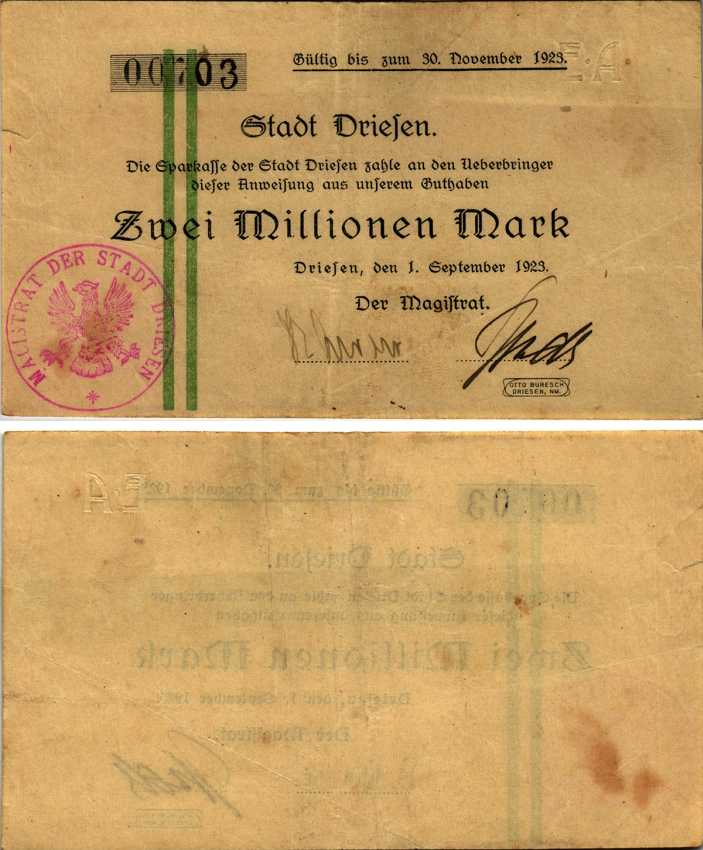 00703
Gültig bis zum 30. November 1923.
Stadt Driesen.
Die Sparkasse der Stadt Driesen zahle an den Ueberbringer
dieser Anweisung aus unserem Guthaben
Zwei Millionen Mark
Driesen, den 1. September 1923.
Der Magistrat.
MAGISTRAT DER STADT DRIESEN
OTTO BURESCH
DRIESEN, NM.